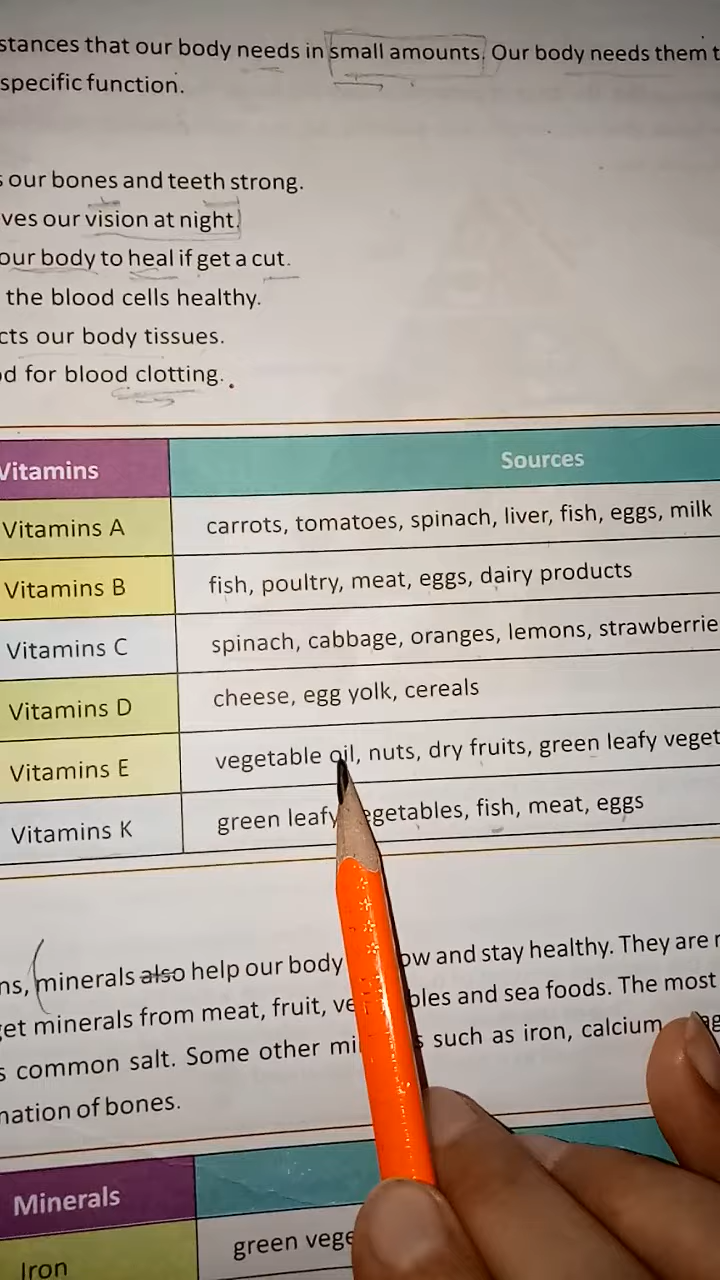 stances that our body needs in small amounts. Our body needs them t
specific function.
s our bones and teeth strong.
ves our vision at night.
our body to heal if get a cut.
the blood cells healthy.
cts our body tissues.
d for blood clotting.
Vitamins Sources
Vitamins A carrots, tomatoes, spinach, liver, fish, eggs, milk
Vitamins B fish, poultry, meat, eggs, dairy products
Vitamins C spinach, cabbage, oranges, lemons, strawberrie
Vitamins D cheese, egg yolk, cereals
Vitamins E vegetable oil, nuts, dry fruits, green leafy veget
Vitamins K green leafy vegetables, fish, meat, eggs
ns, minerals also help our body ow and stay healthy. They are
et minerals from meat, fruit, ve bles and sea foods. The most
s common salt. Some other mi s such as iron, calcium
mation of bones.
Minerals
Iron green vege